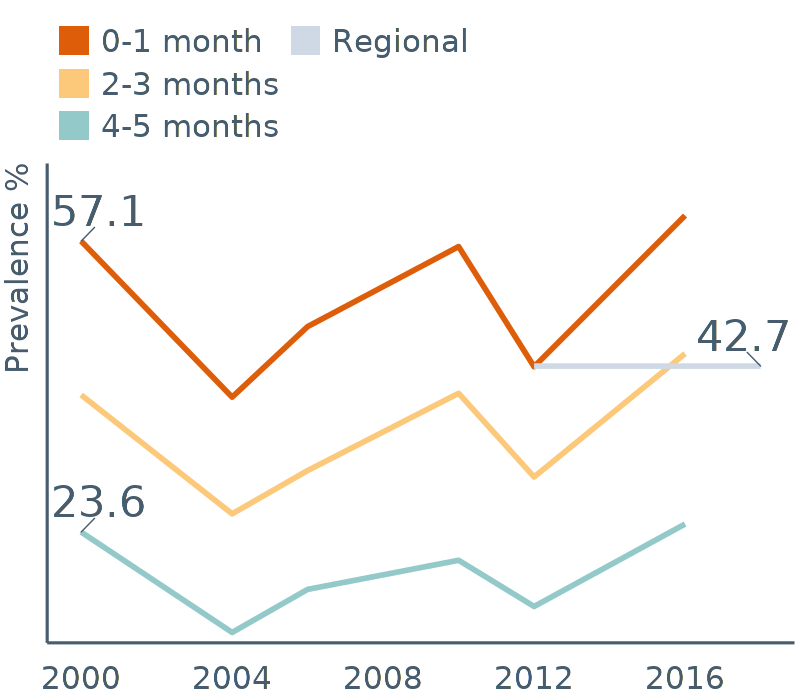 0-1 month Regional
2-3 months
4-5 months
Prevalence %
57.1
42.7
23.6
2000 2004 2008 2012 2016